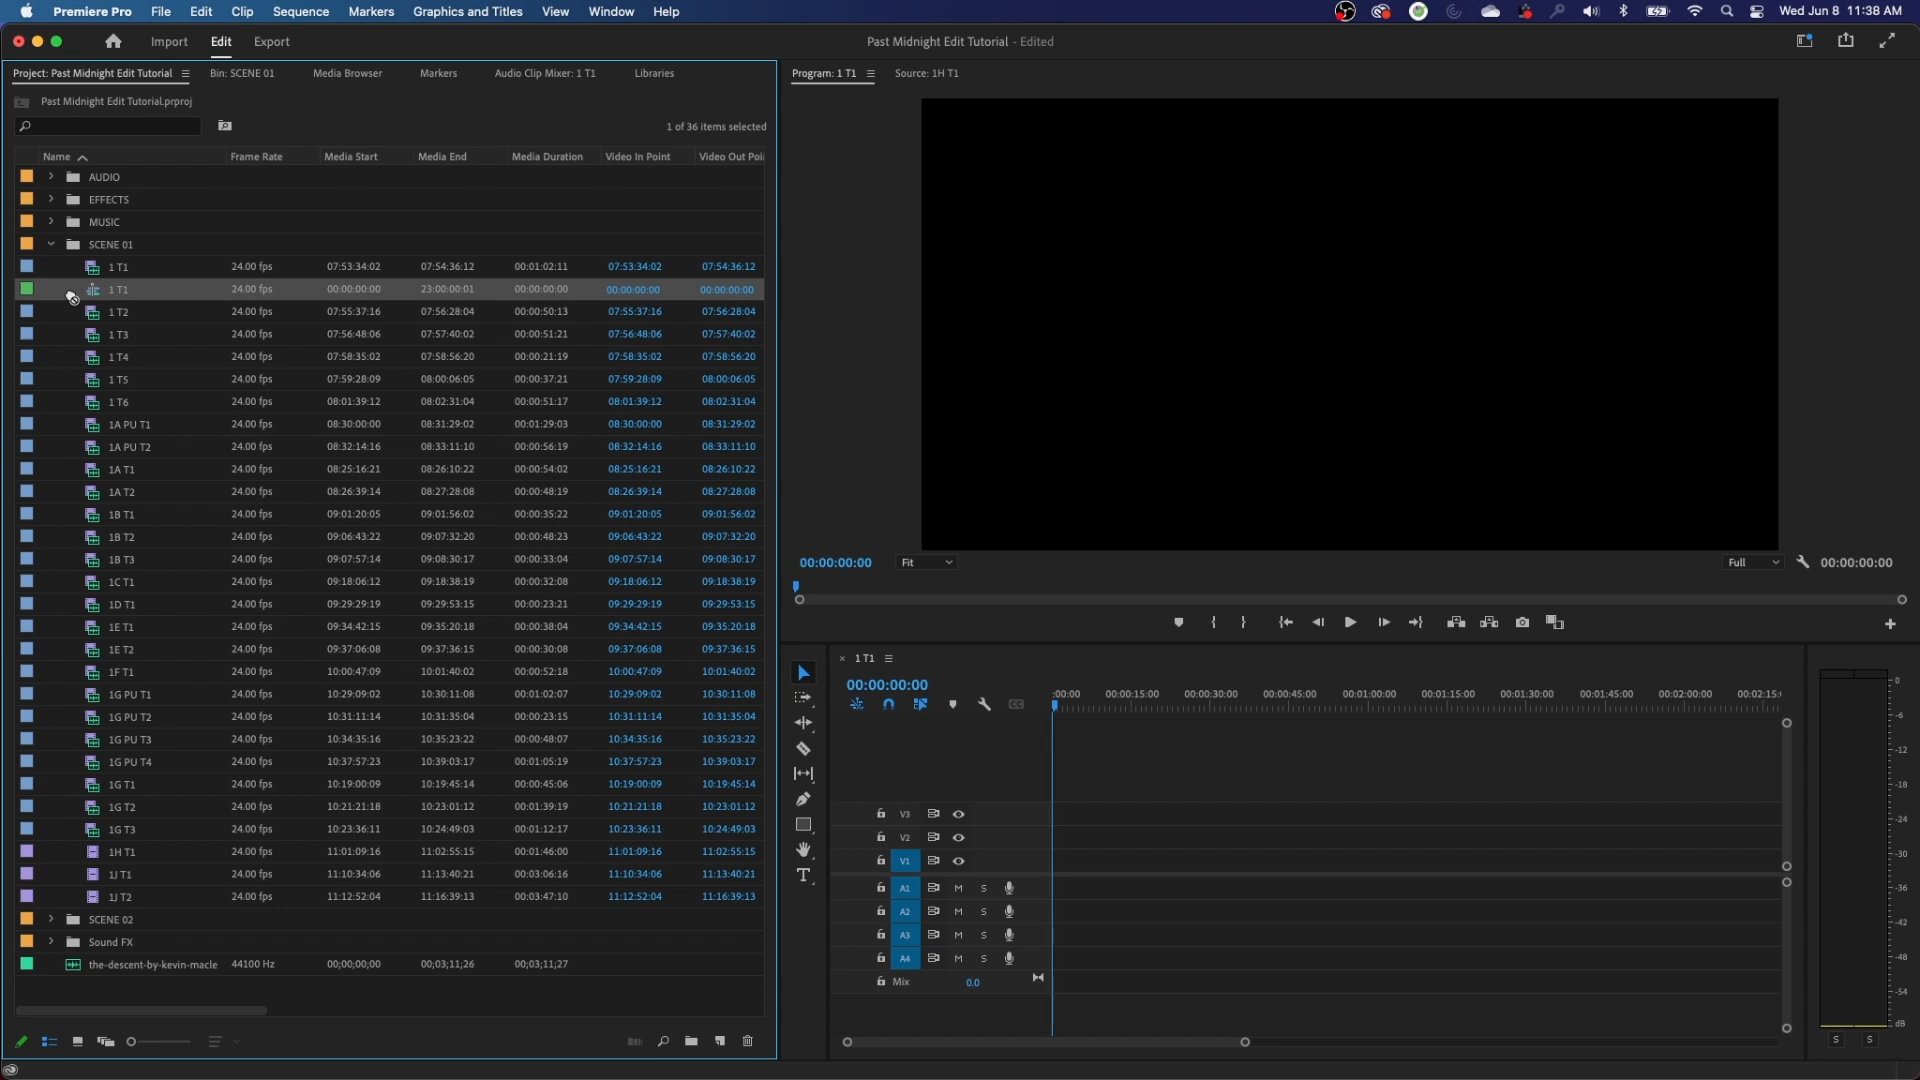 Premiere Pro File Edit Clip Sequence Markers Graphics and Titles View Window Help Wed Jun 8 11:38 AM
Import Edit Export Past Midnight Edit Tutorial - Edited
Project: Past Midnight Edit Tutorial Bin: SCENE 01 Media Browser Markers Audio Clip Mixer: 1 T1 Libraries
Past Midnight Edit Tutorial.prproj
1 of 36 items selected
Name Frame Rate Media Start Media End Media Duration Video In Point Video Out Poi
AUDIO
EFFECTS
MUSIC
SCENE 01
1 T1 24.00 fps 07:53:34:02 07:54:36:12 00:01:02:11 07:53:34:02 07:54:36:12
1 T1 24.00 fps 00:00:00:00 23:00:00:01 00:00:00:00 00:00:00:00 00:00:00:00
1 T2 24.00 fps 07:55:37:16 07:56:28:04 00:00:50:13 07:55:37:16 07:56:28:04
1 T3 24.00 fps 07:56:48:06 07:57:40:02 00:00:51:21 07:56:48:06 07:57:40:02
1 T4 24.00 fps 07:58:35:02 07:58:56:20 00:00:21:19 07:58:35:02 07:58:56:20
1 T5 24.00 fps 07:59:28:09 08:00:06:05 00:00:37:21 07:59:28:09 08:00:06:05
1 T6 24.00 fps 08:01:39:12 08:02:31:04 00:00:51:17 08:01:39:12 08:02:31:04
1A PU T1 24.00 fps 08:30:00:00 08:31:29:02 00:01:29:03 08:30:00:00 08:31:29:02
1A PU T2 24.00 fps 08:32:14:16 08:33:11:10 00:00:56:19 08:32:14:16 08:33:11:10
1A T1 24.00 fps 08:25:16:21 08:26:10:22 00:00:54:02 08:25:16:21 08:26:10:22
1A T2 24.00 fps 08:26:39:14 08:27:28:08 00:00:48:19 08:26:39:14 08:27:28:08
1B T1 24.00 fps 09:01:20:05 09:01:56:02 00:00:35:22 09:01:20:05 09:01:56:02
1B T2 24.00 fps 09:06:43:22 09:07:32:20 00:00:48:23 09:06:43:22 09:07:32:20
1B T3 24.00 fps 09:07:57:14 09:08:30:17 00:00:33:04 09:07:57:14 09:08:30:17
1C T1 24.00 fps 09:18:06:12 09:18:38:19 00:00:32:08 09:18:06:12 09:18:38:19
1D T1 24.00 fps 09:29:29:19 09:29:53:15 00:00:23:21 09:29:29:19 09:29:53:15
1E T1 24.00 fps 09:34:42:15 09:35:20:18 00:00:38:04 09:34:42:15 09:35:20:18
1E T2 24.00 fps 09:37:06:08 09:37:36:15 00:00:30:08 09:37:06:08 09:37:36:15
1F T1 24.00 fps 10:00:47:09 10:01:40:02 00:00:52:18 10:00:47:09 10:01:40:02
1G PU T1 24.00 fps 10:29:09:02 10:30:11:08 00:01:02:07 10:29:09:02 10:30:11:08
1G PU T2 24.00 fps 10:31:11:14 10:31:35:04 00:00:23:15 10:31:11:14 10:31:35:04
1G PU T3 24.00 fps 10:34:35:16 10:35:23:22 00:00:48:07 10:34:35:16 10:35:23:22
1G PU T4 24.00 fps 10:37:57:23 10:39:03:17 00:01:05:19 10:37:57:23 10:39:03:17
1G T1 24.00 fps 10:19:00:09 10:19:45:14 00:00:45:06 10:19:00:09 10:19:45:14
1G T2 24.00 fps 10:21:21:18 10:23:01:12 00:01:39:19 10:21:21:18 10:23:01:12
1G T3 24.00 fps 10:23:36:11 10:24:49:03 00:01:12:17 10:23:36:11 10:24:49:03
1H T1 24.00 fps 11:01:09:16 11:02:55:15 00:01:46:00 11:01:09:16 11:02:55:15
1J T1 24.00 fps 11:10:34:06 11:13:40:21 00:03:06:16 11:10:34:06 11:13:40:21
1J T2 24.00 fps 11:12:52:04 11:16:39:13 00:03:47:10 11:12:52:04 11:16:39:13
SCENE 02
Sound FX
the-descent-by-kevin-macle 44100 Hz 00;00;00;00 00;03;11;26 00;03;11;27
Program: 1 T1 Source: 1H T1
00:00:00:00 Fit Full 00:00:00:00
1 T1
00:00:00:00
:00:00 00:00:15:00 00:00:30:00 00:00:45:00 00:01:00:00 00:01:15:00 00:01:30:00 00:01:45:00 00:02:00:00 00:02:15:
CC
V3
V2
V1
A1 M S
A2 M S
A3 M S
A4 M S
Mix 0.0
0
-6
-12
-18
-24
-30
-36
-42
-48
-54
dB
S S